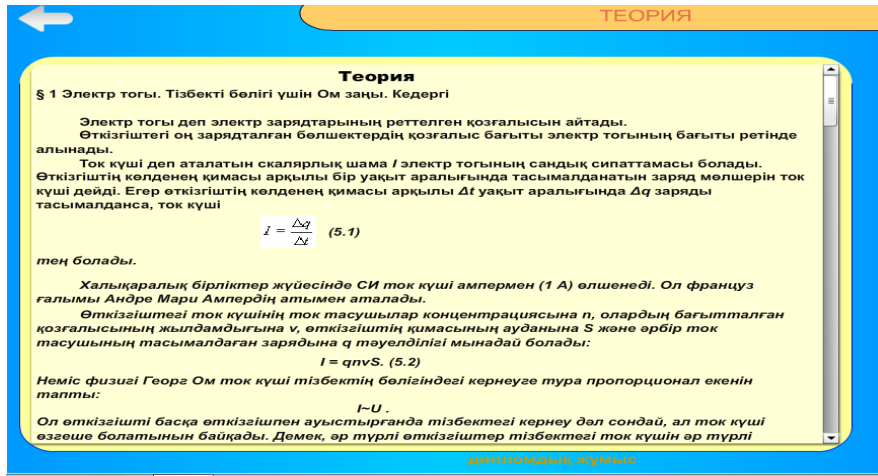 ТЕОРИЯ
Теория
§ 1 Электр тогы. Тізбекті бөлігі үшін Ом заңы. Кедергі
Электр тогы деп электр зарядтарының реттелген қозғалысын айтады.
Өткізгіштегі оң зарядталған бөлшектердің қозғалыс бағыты электр тогының бағыты ретінде
алынады.
Ток күші деп аталатын скалярлық шама I электр тогының сандық сипаттамасы болады.
Өткізгіштің көлденең қимасы арқылы бір уақыт аралығында тасымалданатын заряд мөлшерін ток
күші дейді. Егер өткізгіштің көлденең қимасы арқылы Δt уақыт аралығында Δq заряды
тасымалданса, ток күші
I = Δq/Δt (5.1)
тең болады.
Халықаралық бірліктер жүйесінде СИ ток күші ампермен (1 А) өлшенеді. Ол француз
ғалымы Андре Мари Ампердің атымен аталады.
Өткізгіштегі ток күшінің ток тасушылар концентрациясына n, олардың бағытталған
қозғалысының жылдамдығына v, өткізгіштің қимасының ауданына S және әрбір ток
тасушының тасымалдаған зарядына q тәуелділігі мынадай болады:
I = qnvS. (5.2)
Неміс физигі Георг Ом ток күші тізбектің бөлігіндегі кернеуге тура пропорционал екенін
тапты:
I~U .
Ол өткізгішті басқа өткізгішпен ауыстырғанда тізбектегі кернеу дәл сондай, ал ток күші
өзгеше болатынын байқады. Демек, әр түрлі өткізгіштер тізбектегі ток күшін әр түрлі
дипломдық жұмыс